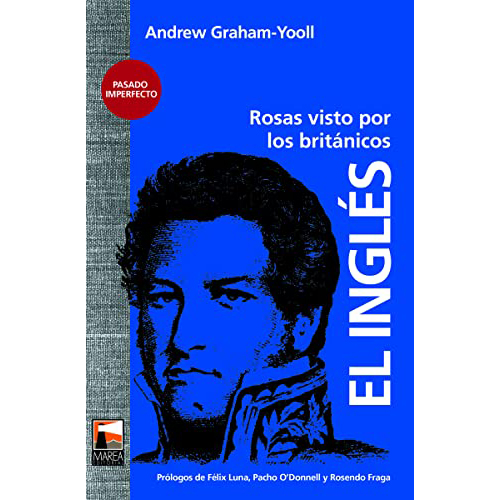 Andrew Graham-Yooll
PASADO
IMPERFECTO
Rosas visto por
los británicos
EL INGLÉS
MAREA
Prólogos de Félix Luna, Pacho O'Donnell y Rosendo Fraga